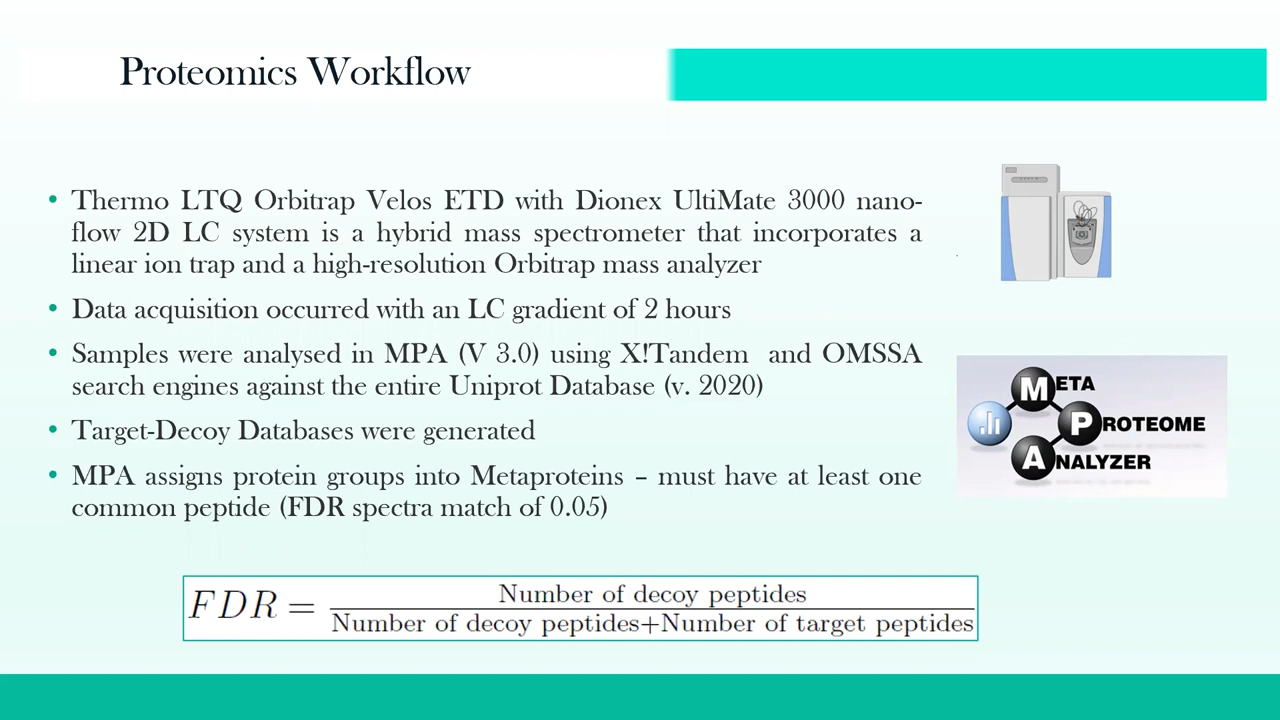 Proteomics Workflow
• Thermo LTQ Orbitrap Velos ETD with Dionex UltiMate 3000 nano-
flow 2D LC system is a hybrid mass spectrometer that incorporates a
linear ion trap and a high-resolution Orbitrap mass analyzer
• Data acquisition occurred with an LC gradient of 2 hours
• Samples were analysed in MPA (V 3.0) using X!Tandem and OMSSA
search engines against the entire Uniprot Database (v. 2020)
• Target-Decoy Databases were generated
• MPA assigns protein groups into Metaproteins – must have at least one
common peptide (FDR spectra match of 0.05)
META
PROTEOME
ANALYZER
FDR = Number of decoy peptides
Number of decoy peptides+Number of target peptides